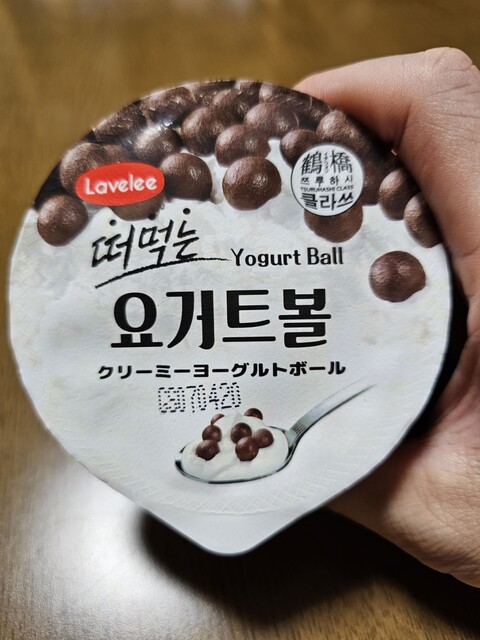 Lavelee
鶴橋
쯔루하시
TSURUHASHI CLASS
클라쓰
떠먹는
Yogurt Ball
요거트볼
クリーミーヨーグルトボール